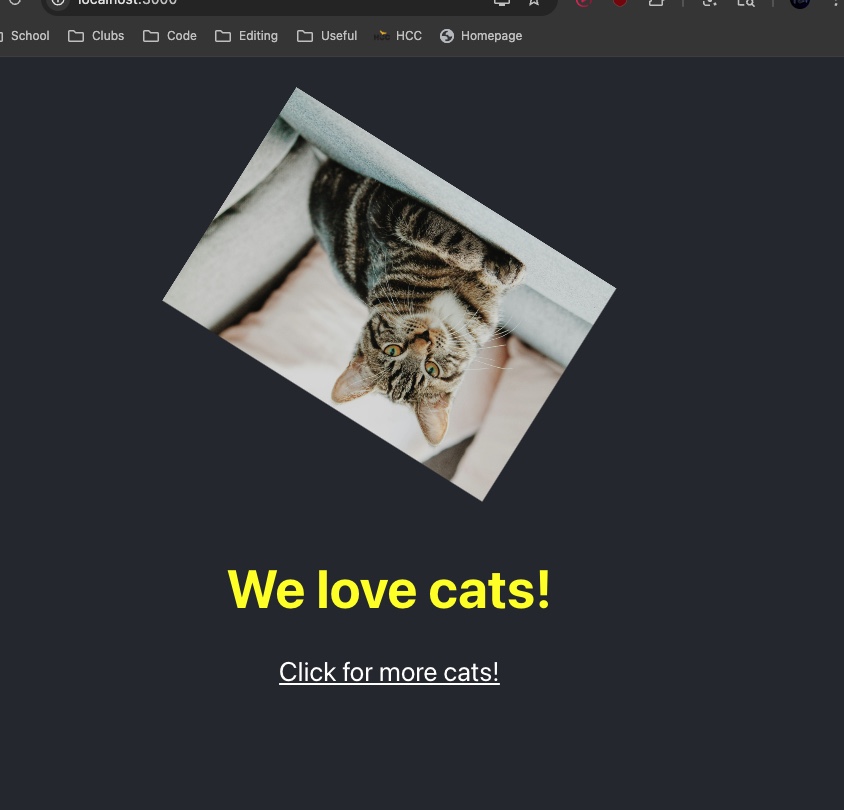 localhost:3000
School Clubs Code Editing Useful HCC Homepage
We love cats!
Click for more cats!